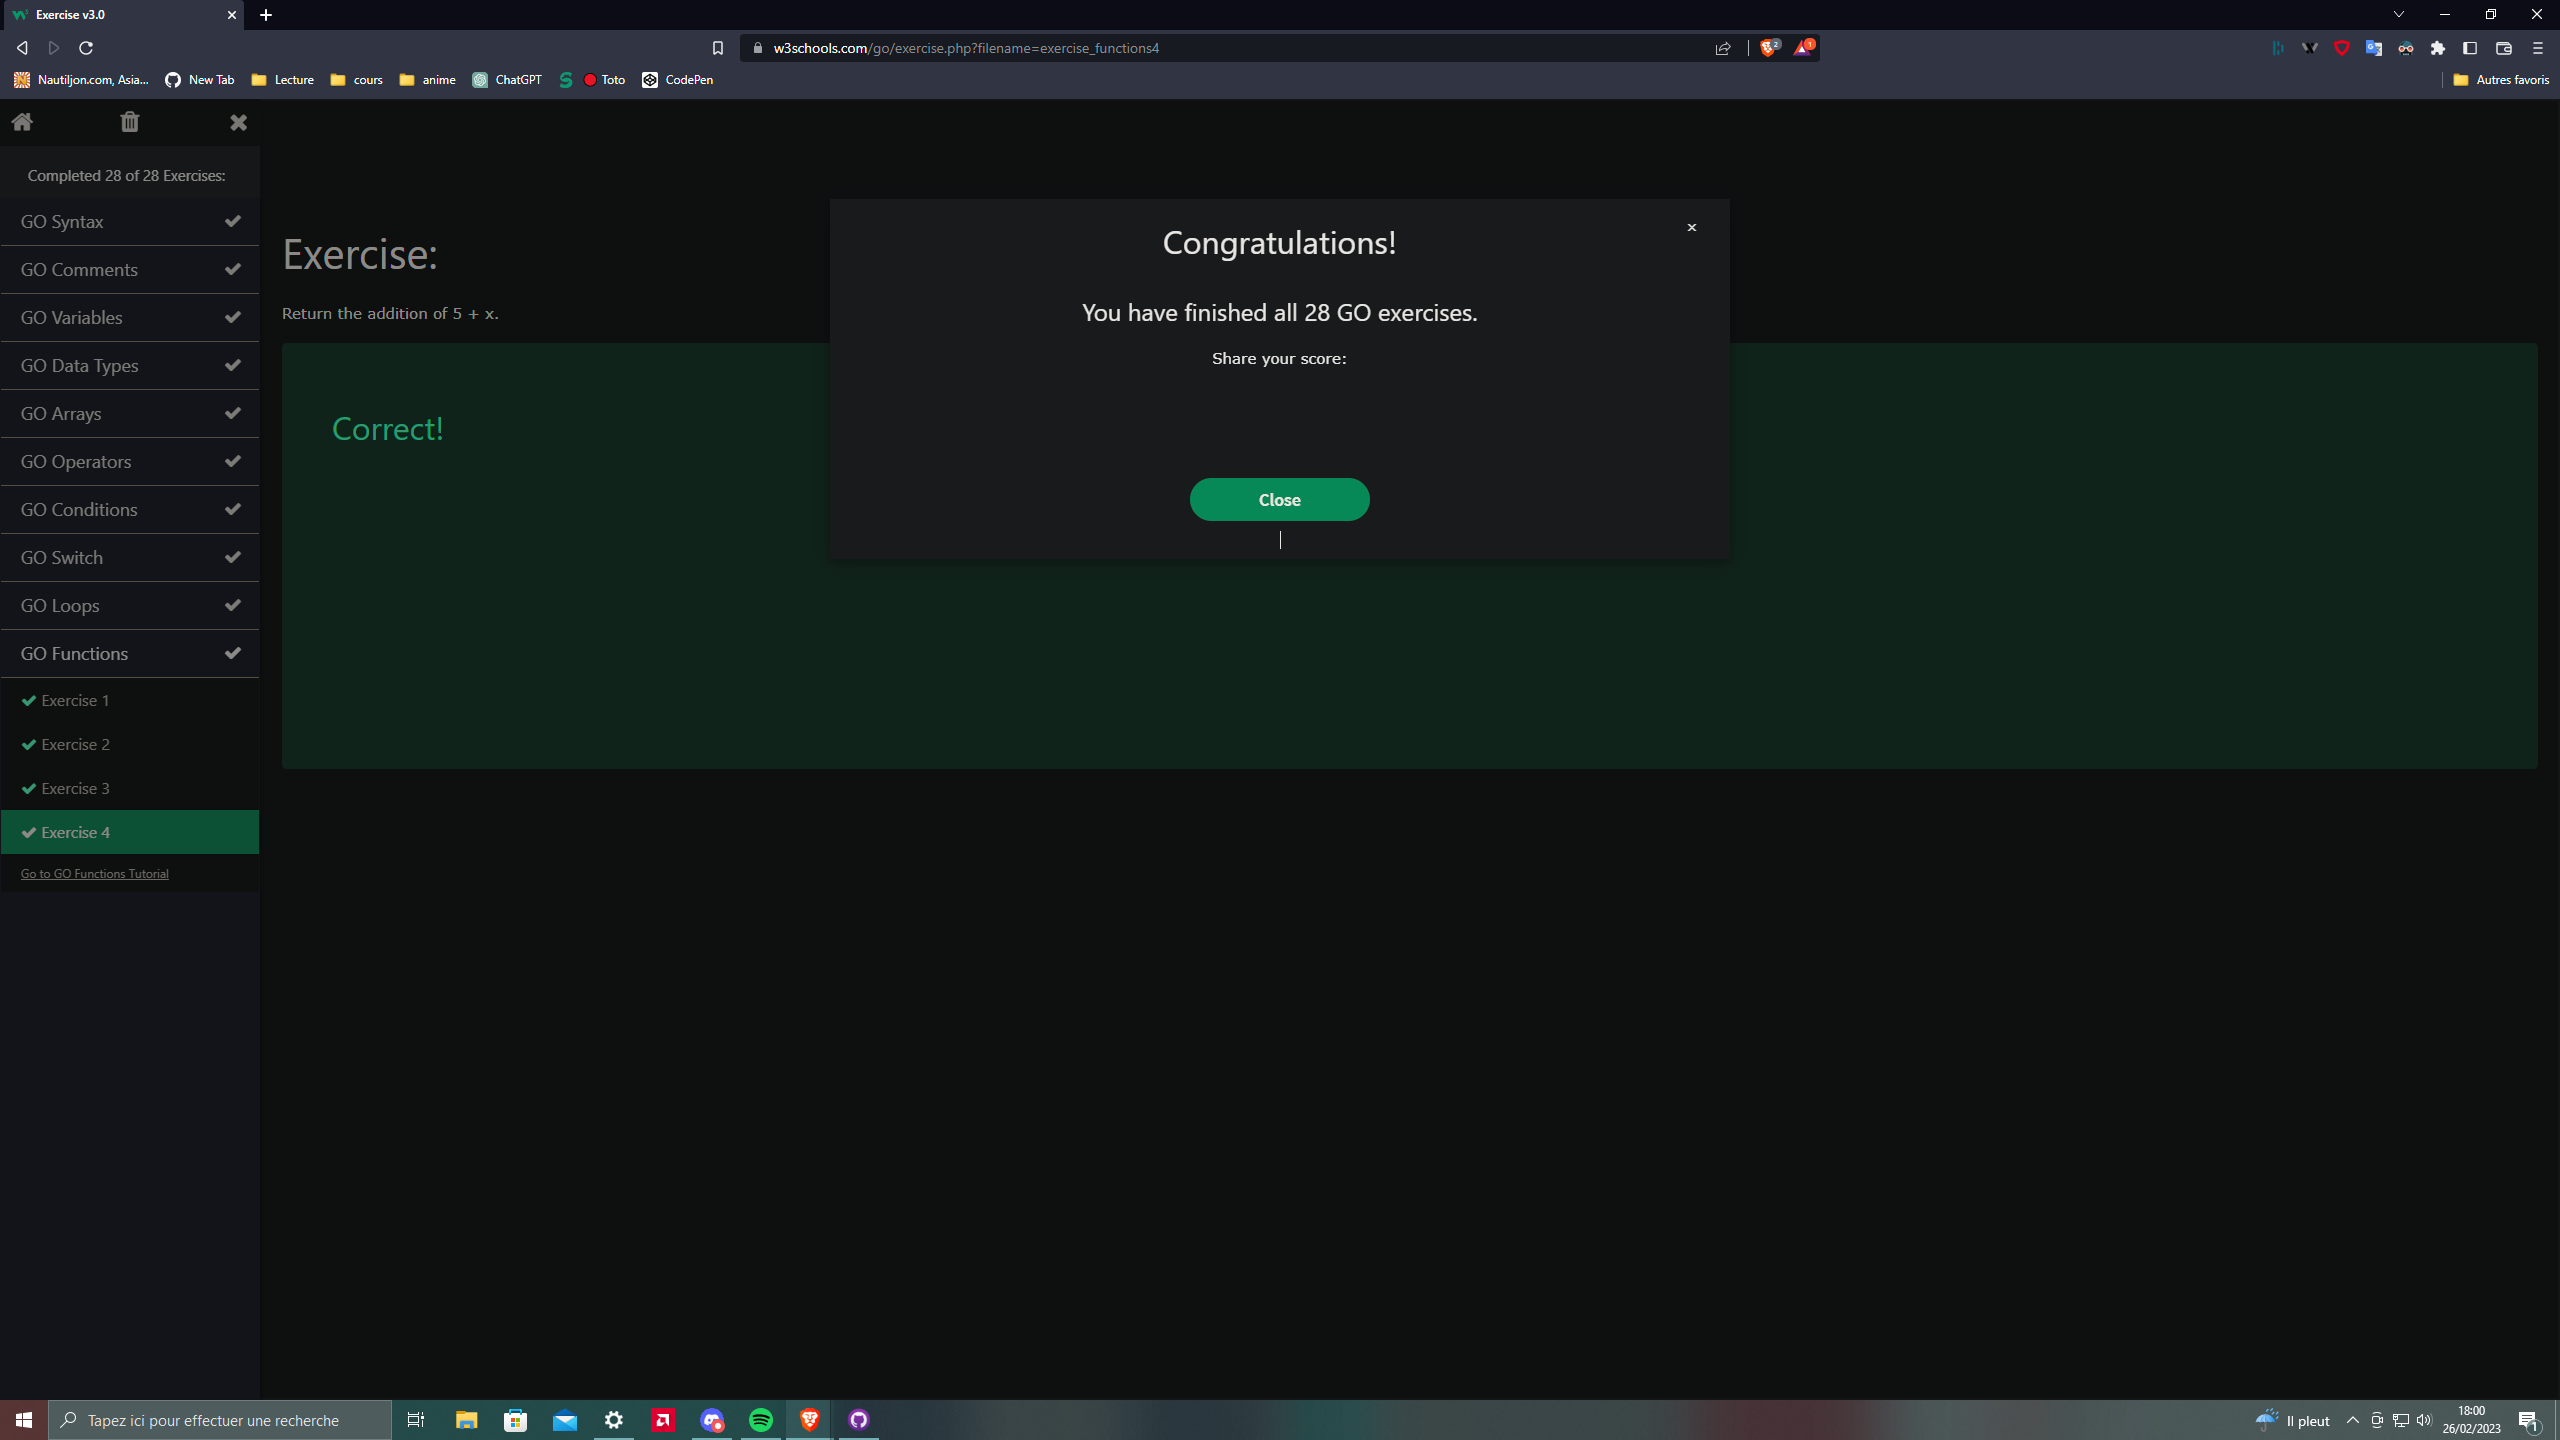 Exercise v3.0
w3schools.com/go/exercise.php?filename=exercise_functions4
2
1
Nautiljon.com, Asia...
New Tab
Lecture
cours
anime
ChatGPT
Toto
CodePen
Autres favoris
Completed 28 of 28 Exercises:
GO Syntax
GO Comments
GO Variables
GO Data Types
GO Arrays
GO Operators
GO Conditions
GO Switch
GO Loops
GO Functions
Exercise 1
Exercise 2
Exercise 3
Exercise 4
Go to GO Functions Tutorial
Exercise:
Return the addition of 5 + x.
Correct!
Congratulations!
You have finished all 28 GO exercises.
Share your score:
Close
Tapez ici pour effectuer une recherche
Il pleut
18:00
26/02/2023
1